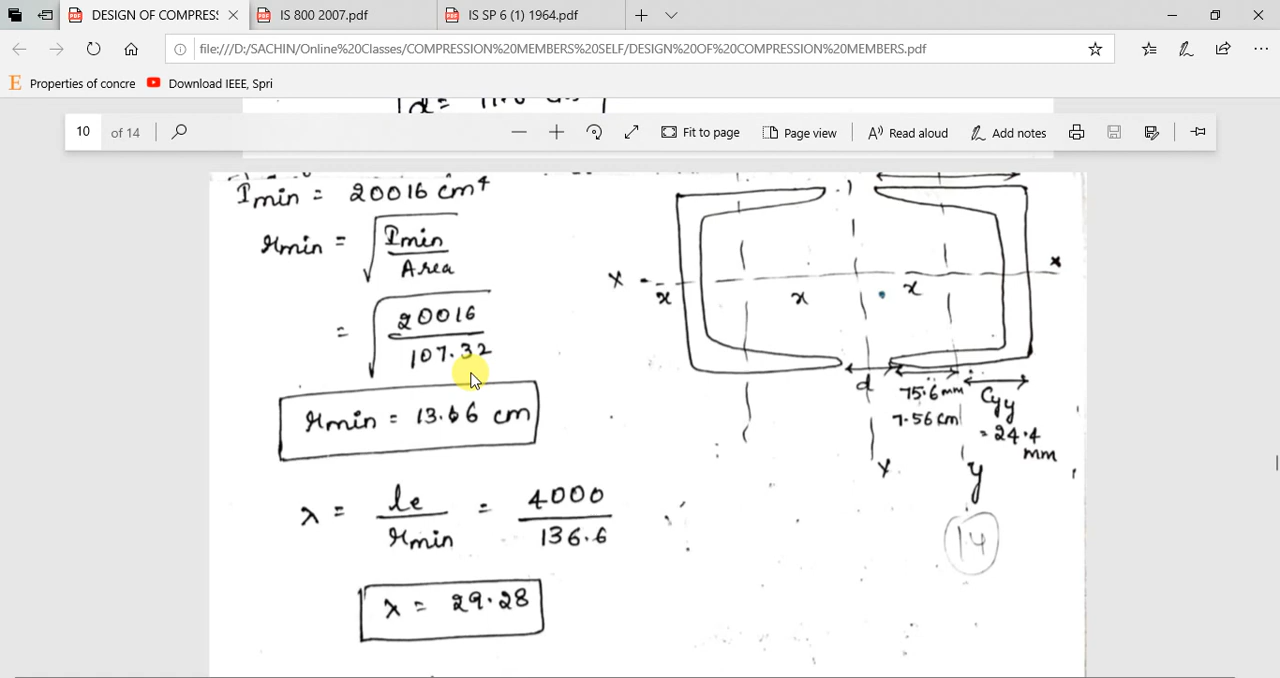 DESIGN OF COMPRESS
IS 800 2007.pdf
IS SP 6 (1) 1964.pdf
file:///D:/SACHIN/Online%20Classes/COMPRESSION%20MEMBERS%20SELF/DESIGN%20OF%20COMPRESSION%20MEMBERS.pdf
Properties of concre
Download IEEE, Spri
10 of 14
Fit to page
Page view
Read aloud
Add notes
Imin = 20016 cm⁴
rmin = √(Imin / Area)
= √(20016 / 107.32)
rmin = 13.66 cm
λ = le / rmin = 4000 / 136.6
λ = 29.28
X
x
x
x
x
d
75.6 mm
7.56 cm
Cyy
= 24.4
mm
y
y
14